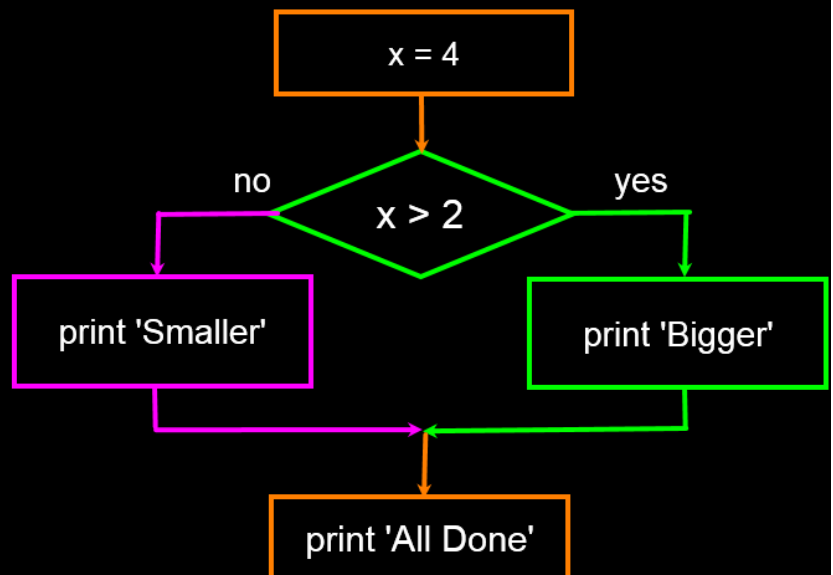 x = 4
no
yes
x > 2
print 'Smaller'
print 'Bigger'
print 'All Done'